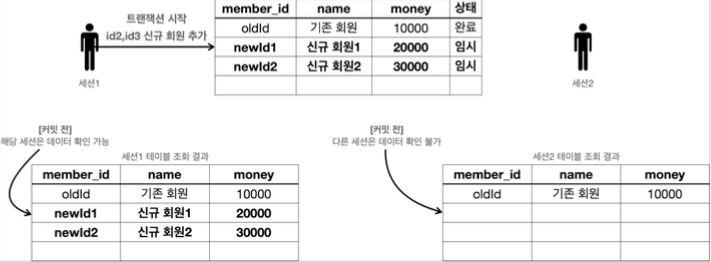 트랜잭션 시작
id2,id3 신규 회원 추가
세션1
member_id name money 상태
oldId 기존 회원 10000 완료
newId1 신규 회원1 20000 임시
newId2 신규 회원2 30000 임시
세션2
[커밋 전]
해당 세션은 데이터 확인 가능
세션1 테이블 조회 결과
member_id name money
oldId 기존 회원 10000
newId1 신규 회원1 20000
newId2 신규 회원2 30000
[커밋 전]
다른 세션은 데이터 확인 불가
세션2 테이블 조회 결과
member_id name money
oldId 기존 회원 10000